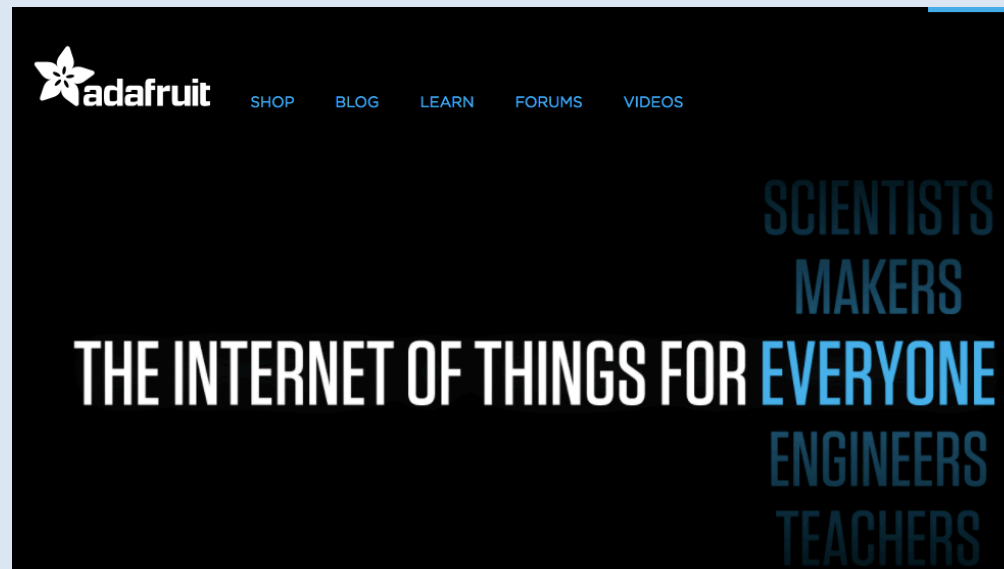 adafruit SHOP BLOG LEARN FORUMS VIDEOS
SCIENTISTS
MAKERS
THE INTERNET OF THINGS FOR EVERYONE
ENGINEERS
TEACHERS